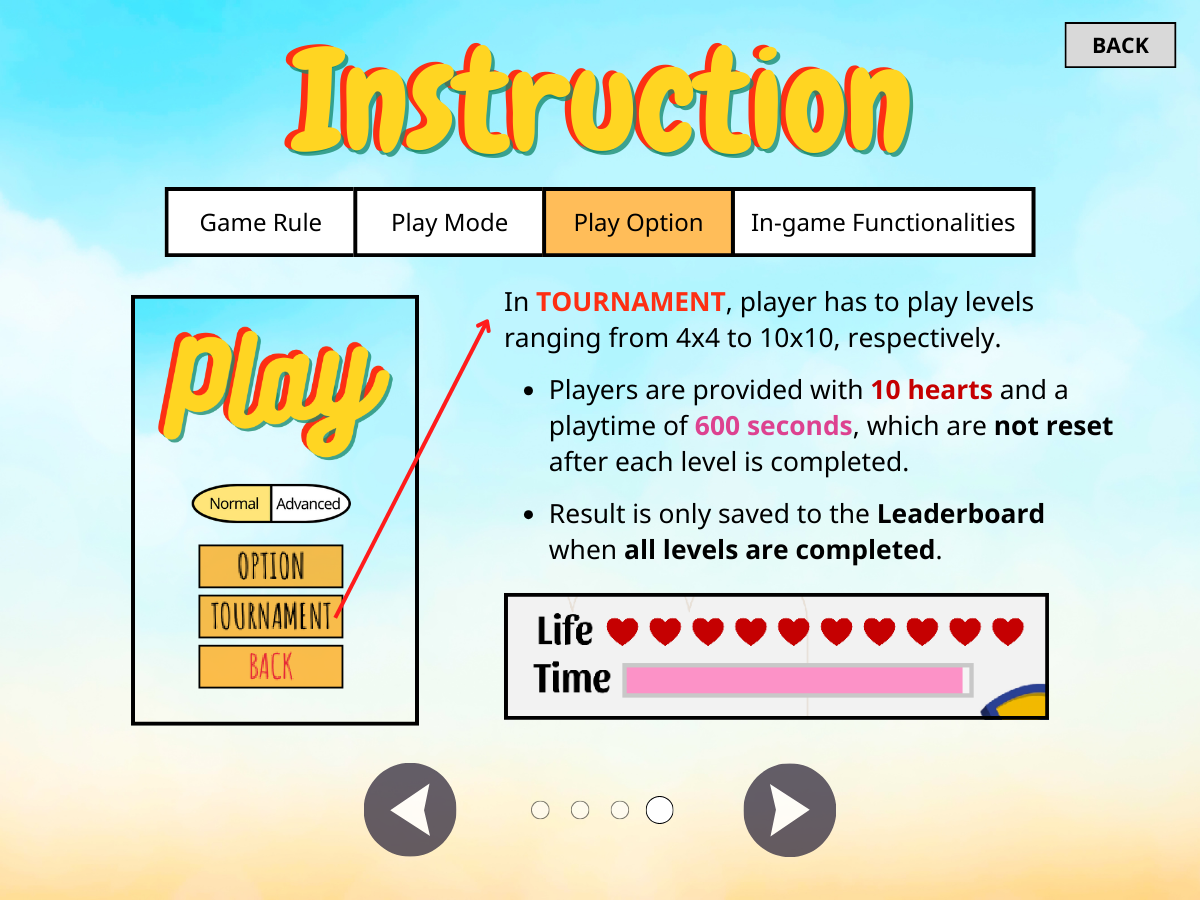 BACK
Instruction
Game Rule
Play Mode
Play Option
In-game Functionalities
Play
Normal
Advanced
OPTION
TOURNAMENT
BACK
In TOURNAMENT, player has to play levels
ranging from 4x4 to 10x10, respectively.
• Players are provided with 10 hearts and a
playtime of 600 seconds, which are not reset
after each level is completed.
• Result is only saved to the Leaderboard
when all levels are completed.
Life
Time